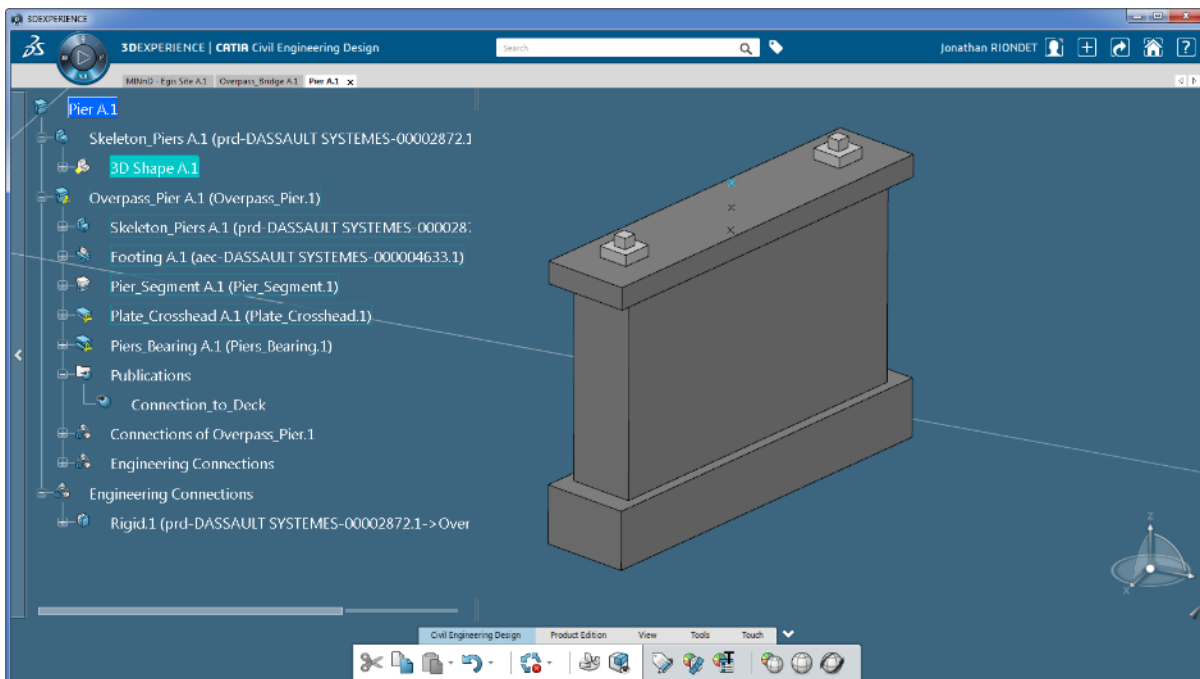 3DEXPERIENCE
3DEXPERIENCE | CATIA Civil Engineering Design
Search
Jonathan RIONDET
MINnD - Egis Site A.1
Overpass_Bridge A.1
Pier A.1
Pier A.1
Skeleton_Piers A.1 (prd-DASSAULT SYSTEMES-00002872.1
3D Shape A.1
Overpass_Pier A.1 (Overpass_Pier.1)
Skeleton_Piers A.1 (prd-DASSAULT SYSTEMES-0000287
Footing A.1 (aec-DASSAULT SYSTEMES-000004633.1)
Pier_Segment A.1 (Pier_Segment.1)
Plate_Crosshead A.1 (Plate_Crosshead.1)
Piers_Bearing A.1 (Piers_Bearing.1)
Publications
Connection_to_Deck
Connections of Overpass_Pier.1
Engineering Connections
Engineering Connections
Rigid.1 (prd-DASSAULT SYSTEMES-00002872.1->Over
z
x
Civil Engineering Design
Product Edition
View
Tools
Touch